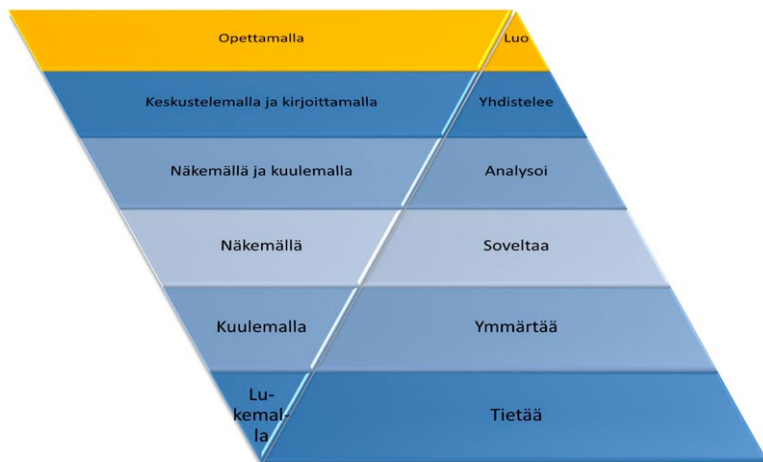 Opettamalla Luo
Keskustelemalla ja kirjoittamalla Yhdistelee
Näkemällä ja kuulemalla Analysoi
Näkemällä Soveltaa
Kuulemalla Ymmärtää
Lu-
kemal-
la
Tietää